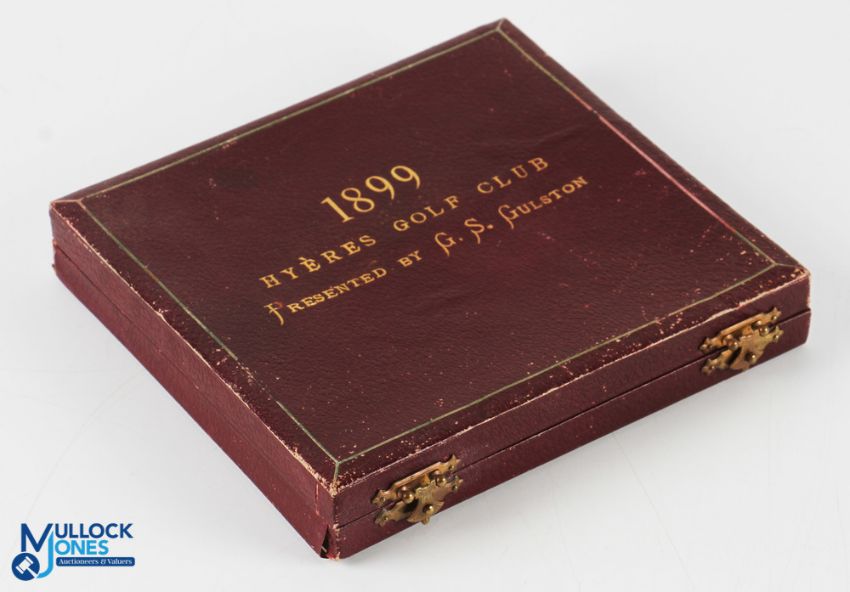 1899
HYÈRES GOLF CLUB
PRESENTED BY G. S. GULSTON
MULLOCK
JONES
Auctioneers & Valuers